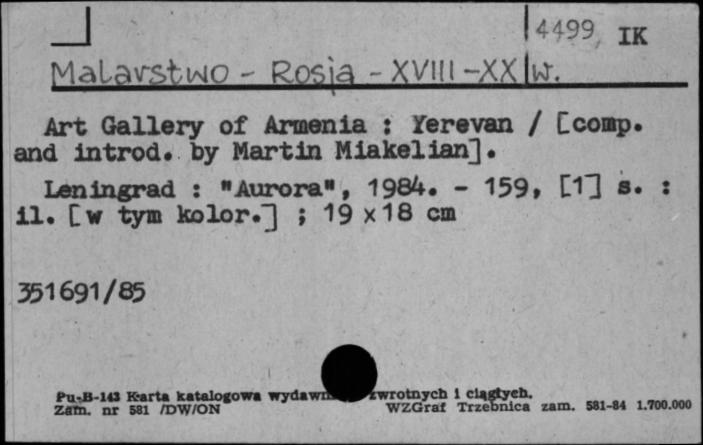 4499, IK
Malarstwo - Rosja - XVIII-XX w.
Art Gallery of Armenia : Yerevan / [comp.
and introd. by Martin Miakelian].
Leningrad : "Aurora", 1984. - 159, [1] s. :
il. [w tym kolor.] ; 19 x 18 cm
351691/85
Pu-B-143 Karta katalogowa zwrotnych i ciągłych.
Zam. nr 581 /DW/ON WZGraf Trzebnica zam. 581-84 1.700.000